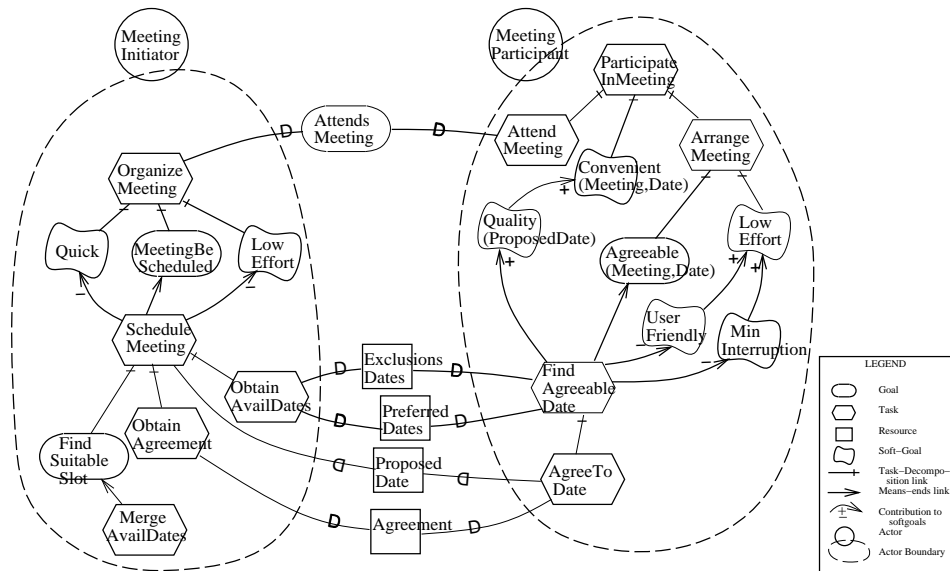 Meeting
Initiator
Meeting
Participant
Participate
InMeeting
Attends
Meeting
D
D
Attend
Meeting
Arrange
Meeting
Organize
Meeting
Convenient
(Meeting,Date)
+
Quick
MeetingBe
Scheduled
Low
Effort
Quality
(ProposedDate)
Low
Effort
+
Agreeable
(Meeting,Date)
+
+
−
−
Schedule
Meeting
User
Friendly
−
Min
Interruption
−
Exclusions
Dates
D
D
Obtain
AvailDates
Find
Agreeable
Date
Preferred
Dates
D
D
Obtain
Agreement
Find
Suitable
Slot
Proposed
Date
D
D
AgreeTo
Date
Merge
AvailDates
Agreement
D
D
LEGEND
Goal
Task
Resource
Soft−Goal
Task−Decompo−
sition link
Means−ends link
±
Contribution to
softgoals
Actor
Actor Boundary